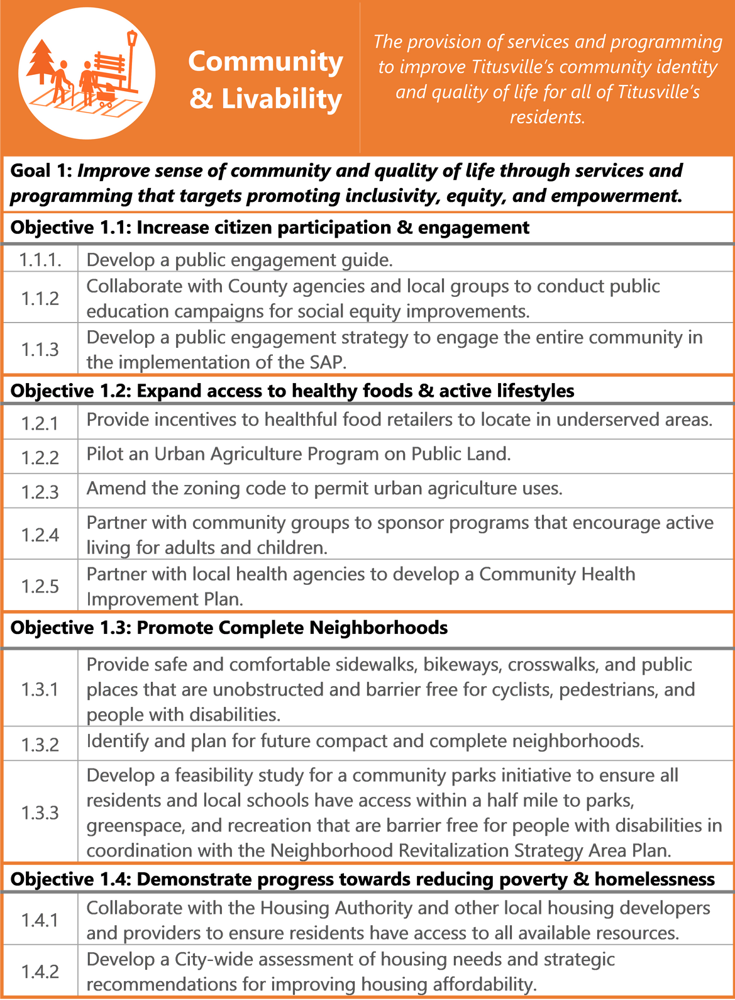 Community
& Livability
The provision of services and programming
to improve Titusville’s community identity
and quality of life for all of Titusville’s
residents.
Goal 1: Improve sense of community and quality of life through services and
programming that targets promoting inclusivity, equity, and empowerment.
Objective 1.1: Increase citizen participation & engagement
1.1.1. Develop a public engagement guide.
1.1.2 Collaborate with County agencies and local groups to conduct public
education campaigns for social equity improvements.
1.1.3 Develop a public engagement strategy to engage the entire community in
the implementation of the SAP.
Objective 1.2: Expand access to healthy foods & active lifestyles
1.2.1 Provide incentives to healthful food retailers to locate in underserved areas.
1.2.2 Pilot an Urban Agriculture Program on Public Land.
1.2.3 Amend the zoning code to permit urban agriculture uses.
1.2.4 Partner with community groups to sponsor programs that encourage active
living for adults and children.
1.2.5 Partner with local health agencies to develop a Community Health
Improvement Plan.
Objective 1.3: Promote Complete Neighborhoods
1.3.1 Provide safe and comfortable sidewalks, bikeways, crosswalks, and public
places that are unobstructed and barrier free for cyclists, pedestrians, and
people with disabilities.
1.3.2 Identify and plan for future compact and complete neighborhoods.
1.3.3 Develop a feasibility study for a community parks initiative to ensure all
residents and local schools have access within a half mile to parks,
greenspace, and recreation that are barrier free for people with disabilities in
coordination with the Neighborhood Revitalization Strategy Area Plan.
Objective 1.4: Demonstrate progress towards reducing poverty & homelessness
1.4.1 Collaborate with the Housing Authority and other local housing developers
and providers to ensure residents have access to all available resources.
1.4.2 Develop a City-wide assessment of housing needs and strategic
recommendations for improving housing affordability.